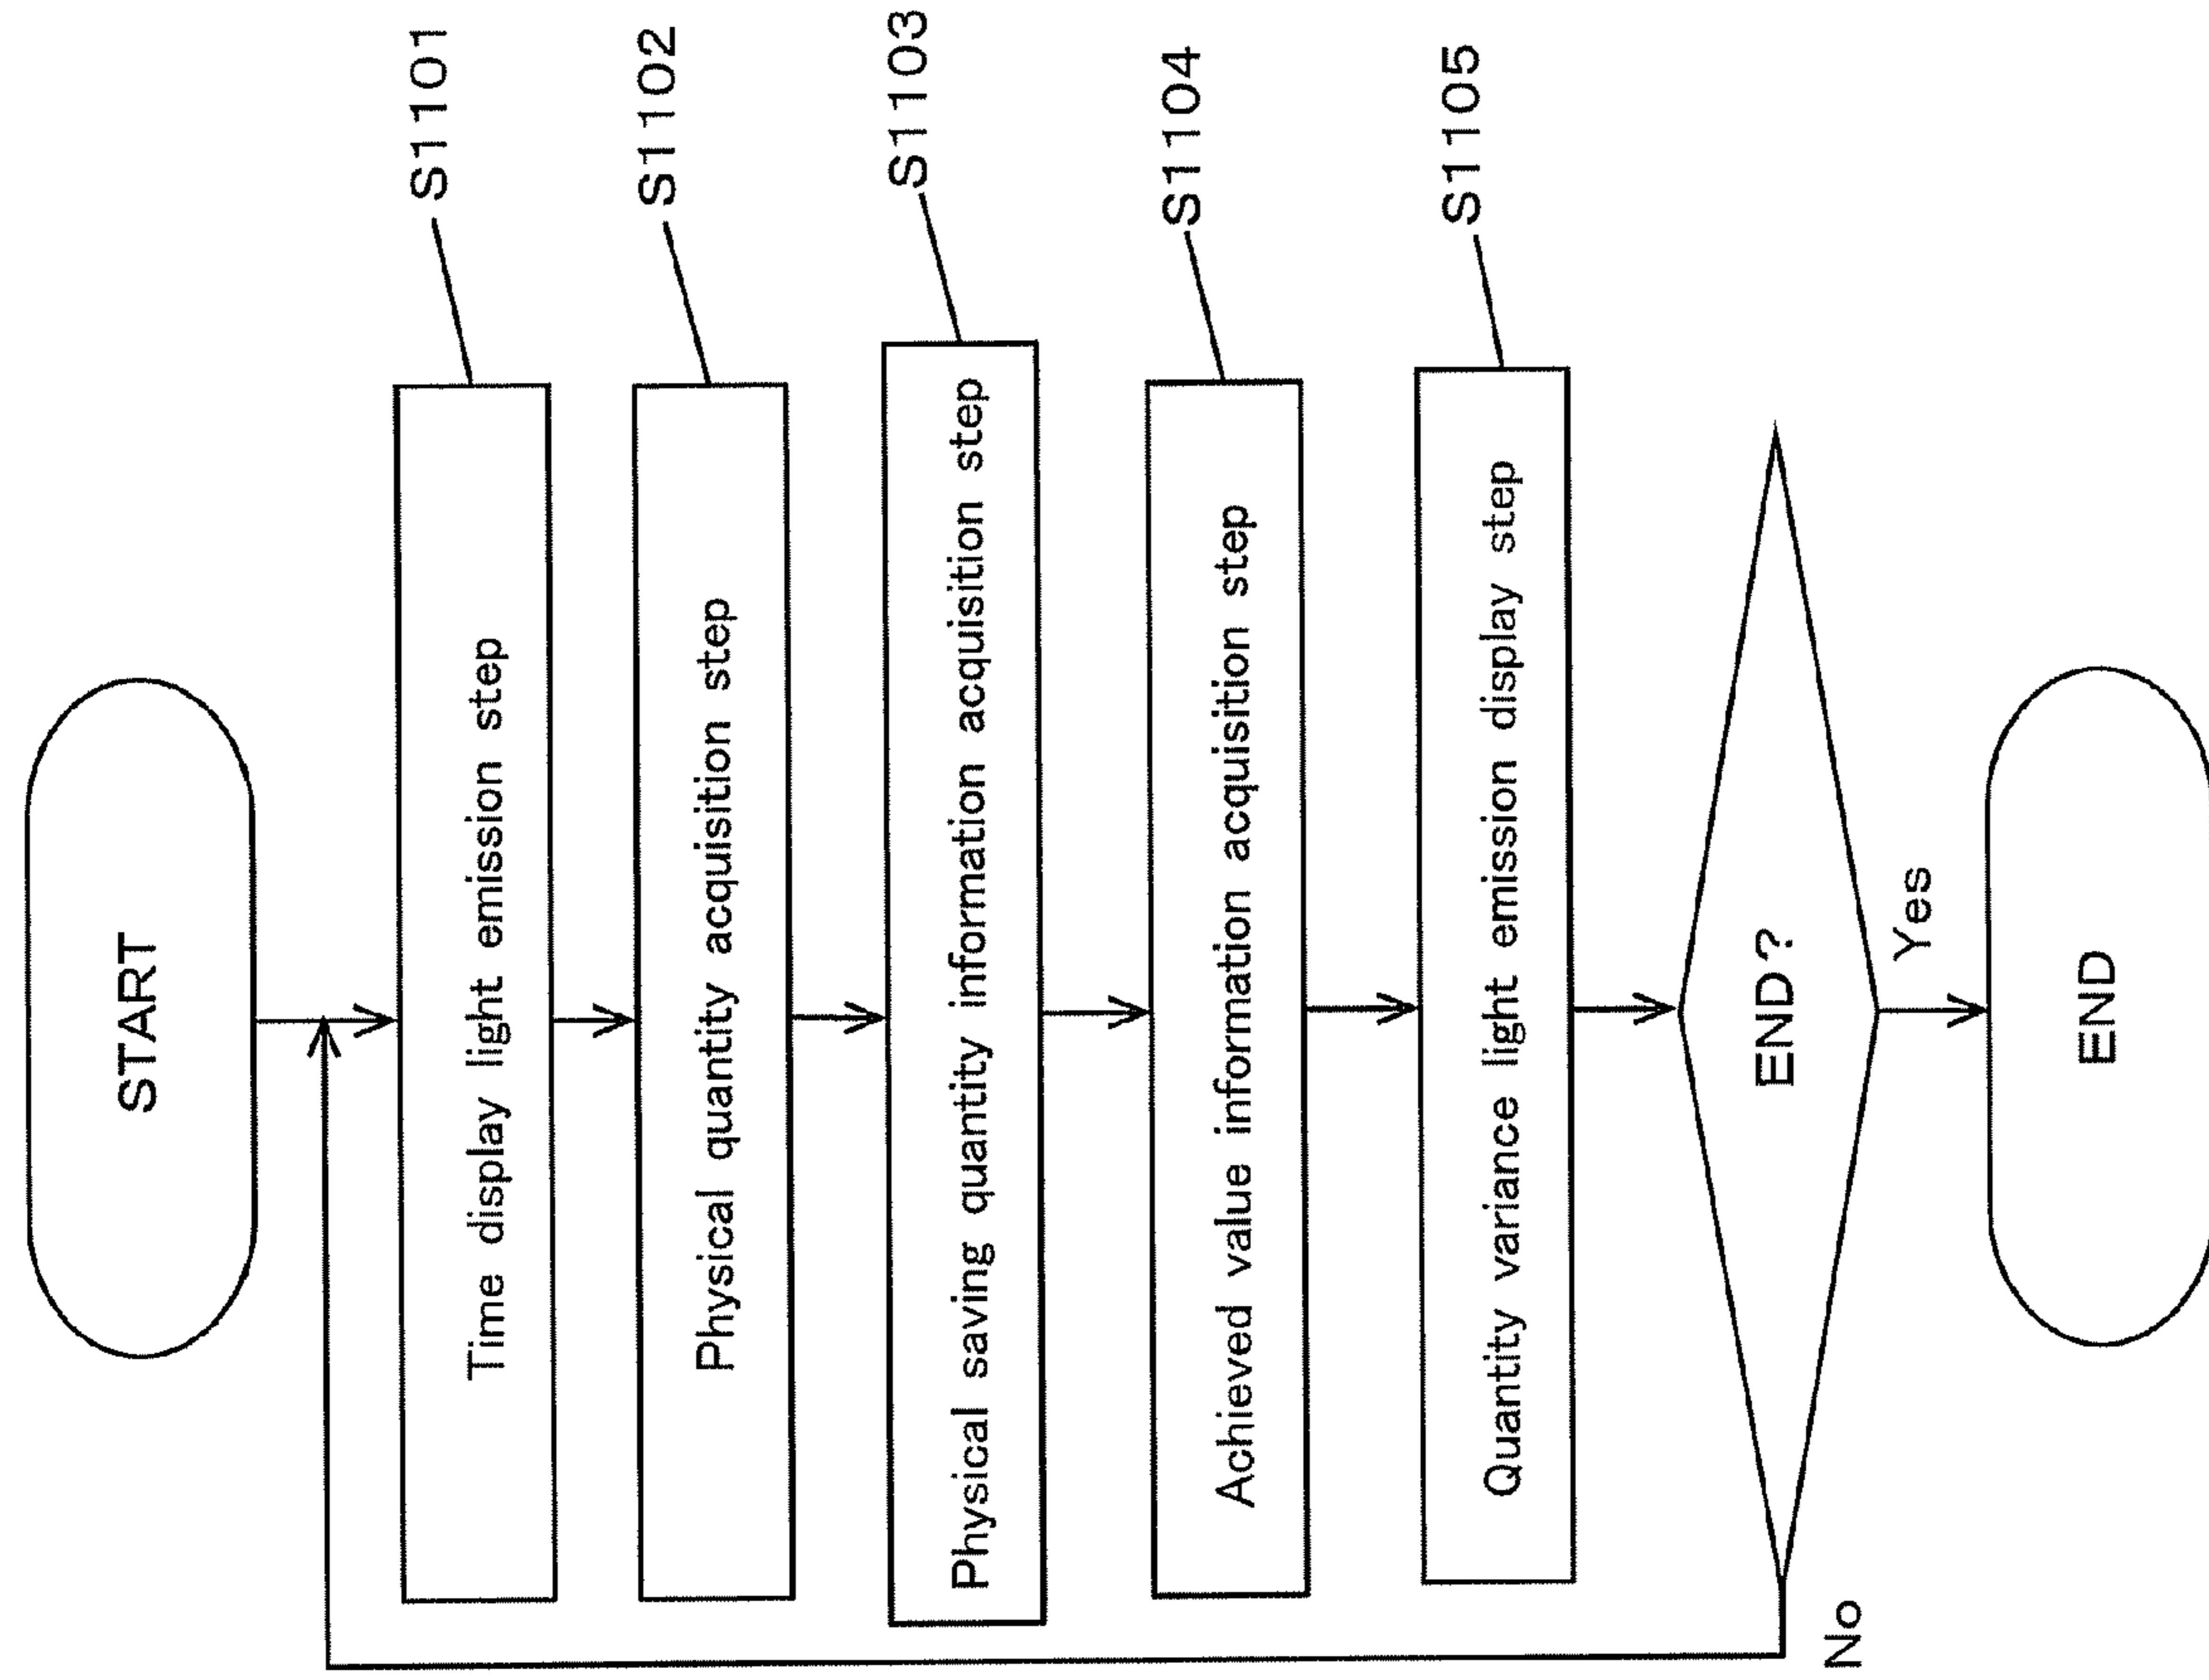 START
Time display light emission step
S1101
Physical quantity acquisition step
S1102
Physical saving quantity information acquisition step
S1103
Achieved value information acquisition step
S1104
Quantity variance light emission display step
S1105
END?
No
Yes
END